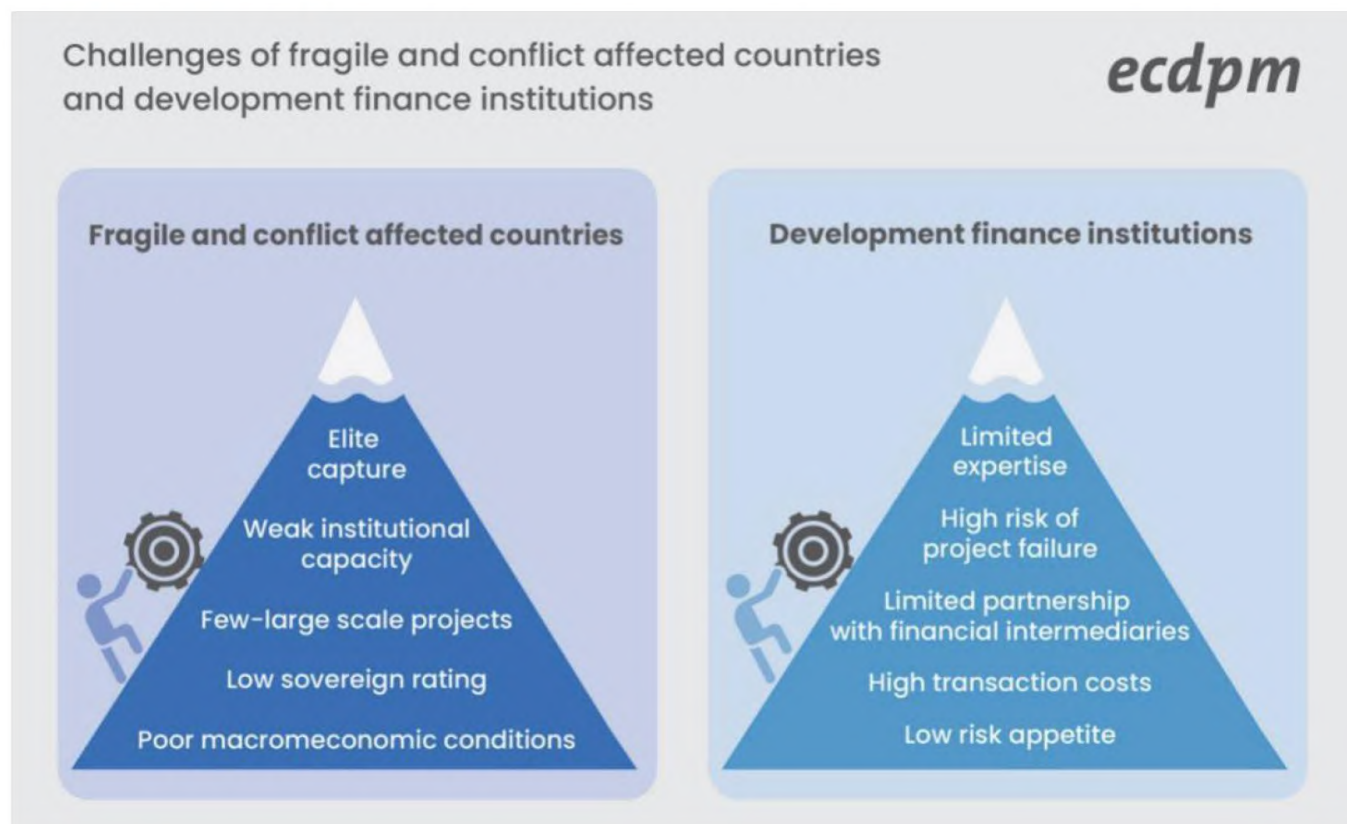 Challenges of fragile and conflict affected countries
and development finance institutions
ecdpm
Fragile and conflict affected countries
Elite
capture
Weak institutional
capacity
Few-large scale projects
Low sovereign rating
Poor macromeconomic conditions
Development finance institutions
Limited
expertise
High risk of
project failure
Limited partnership
with financial intermediaries
High transaction costs
Low risk appetite